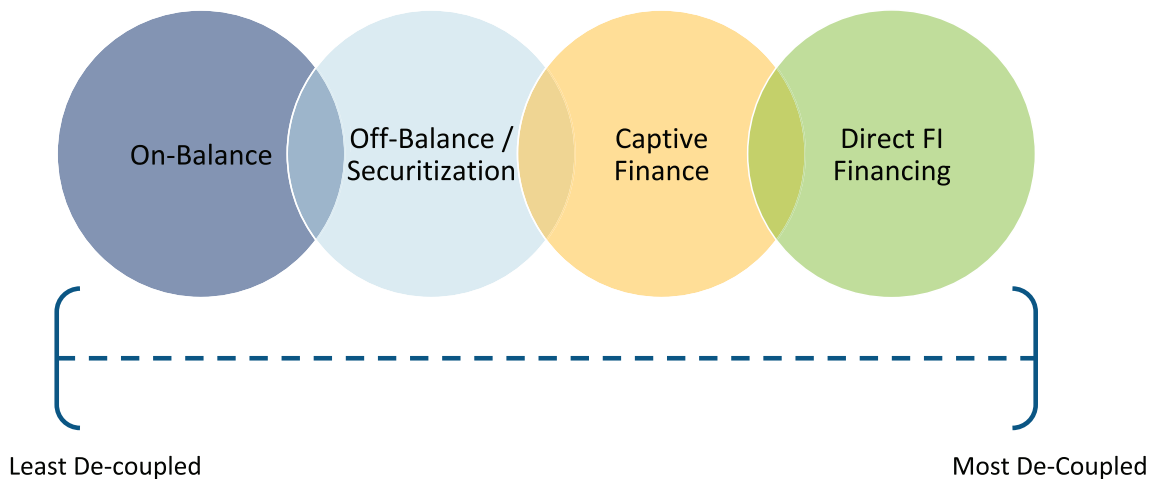 On-Balance
Off-Balance /
Securitization
Captive
Finance
Direct FI
Financing
Least De-coupled
Most De-Coupled